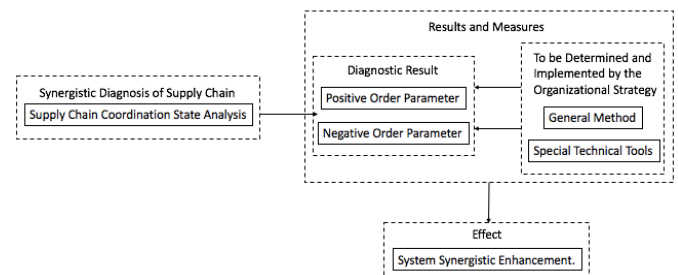 Results and Measures
Synergistic Diagnosis of Supply Chain
Supply Chain Coordination State Analysis
Diagnostic Result
Positive Order Parameter
Negative Order Parameter
To be Determined and
Implemented by the
Organizational Strategy
General Method
Special Technical Tools
Effect
System Synergistic Enhancement.